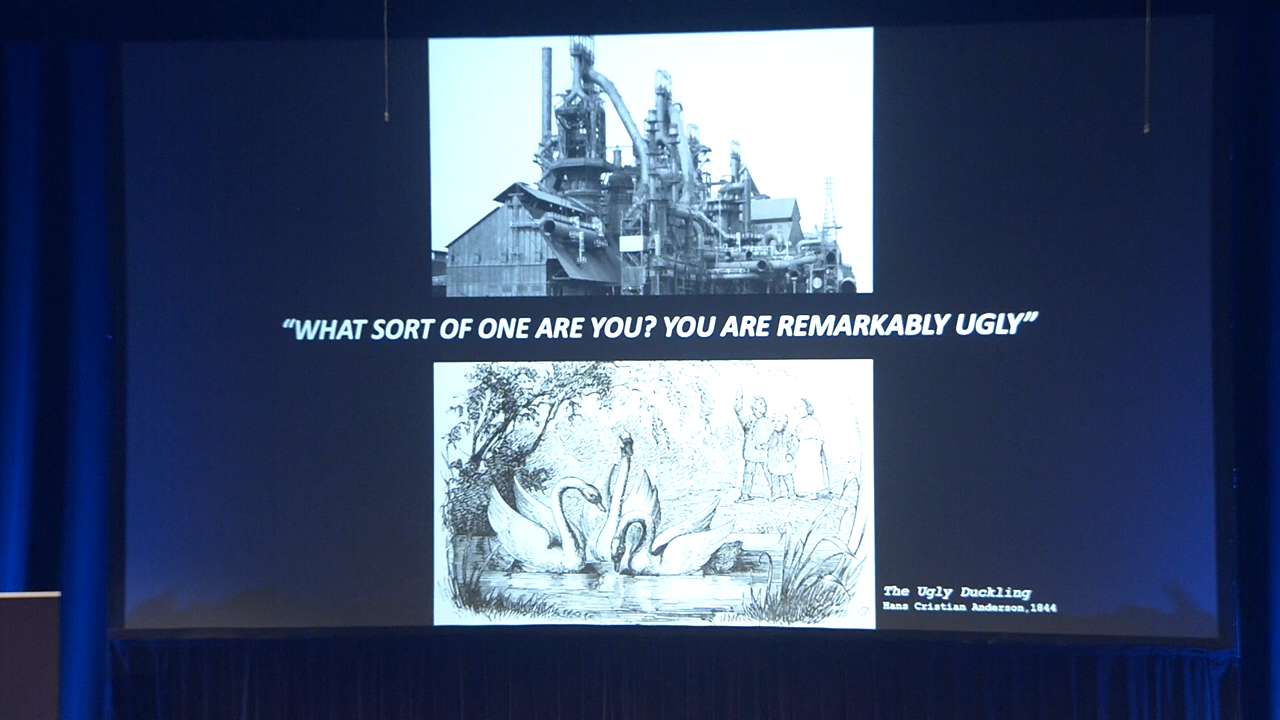 “WHAT SORT OF ONE ARE YOU? YOU ARE REMARKABLY UGLY”
The Ugly Duckling
Hans Cristian Anderson,1844